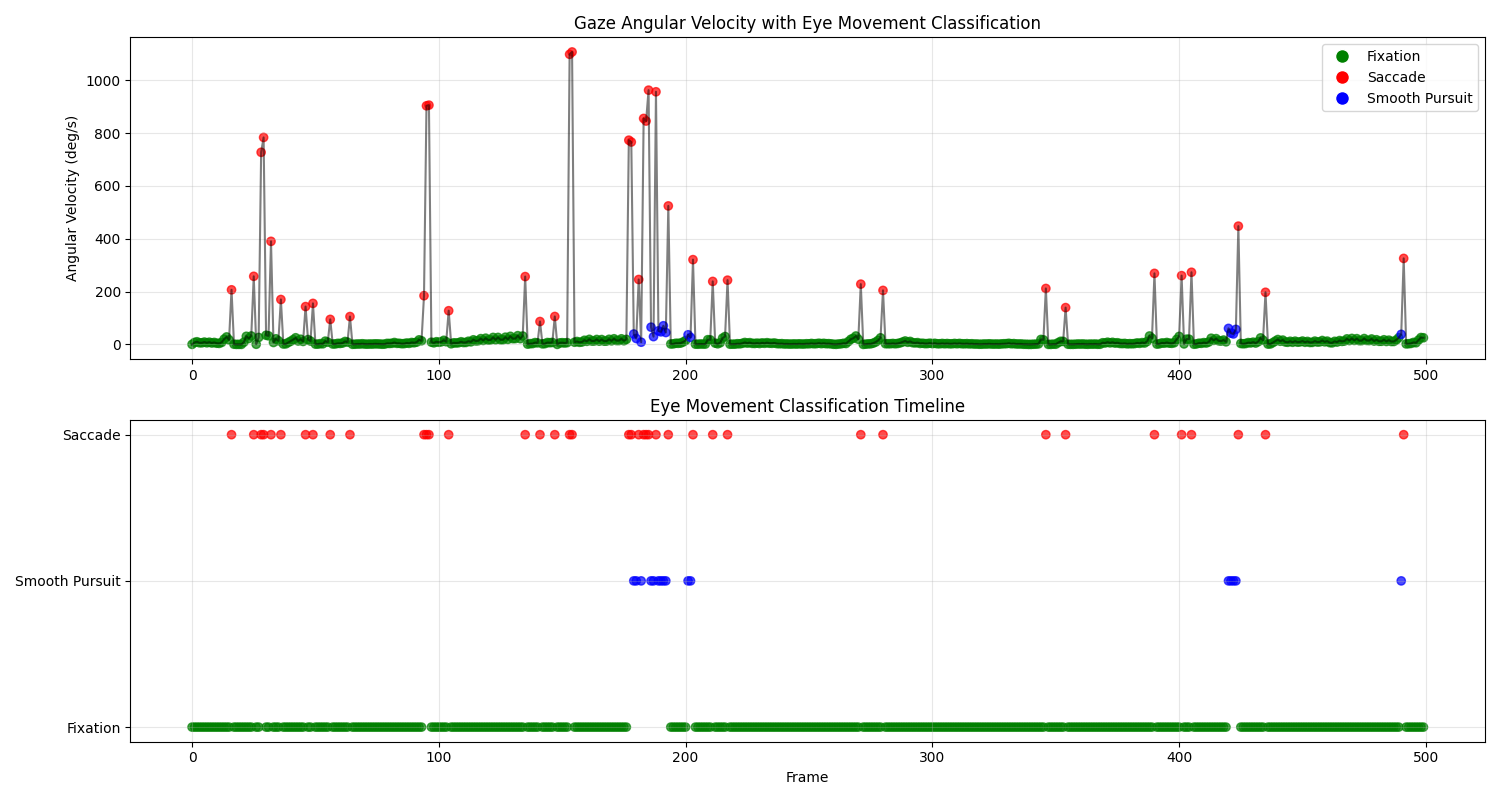 Gaze Angular Velocity with Eye Movement Classification
Angular Velocity (deg/s)
1000
800
600
400
200
0
Fixation
Saccade
Smooth Pursuit
0 100 200 300 400 500
Eye Movement Classification Timeline
Saccade
Smooth Pursuit
Fixation
0 100 200 300 400 500
Frame